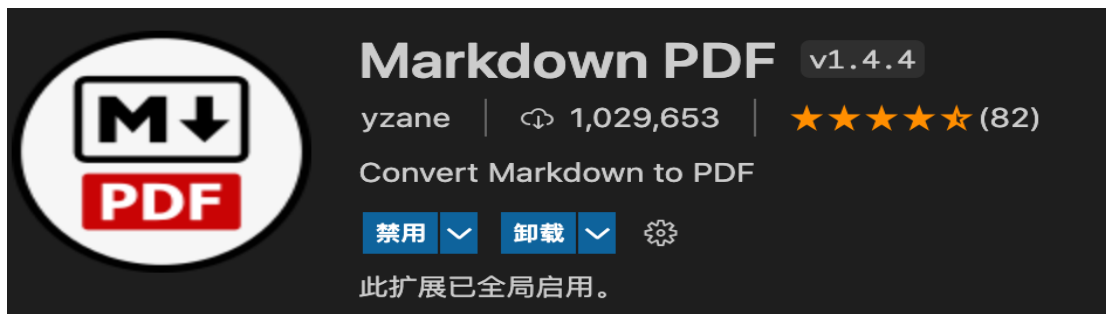 M
PDF
Markdown PDF v1.4.4
yzane 1,029,653 (82)
Convert Markdown to PDF
禁用 卸载
此扩展已全局启用。